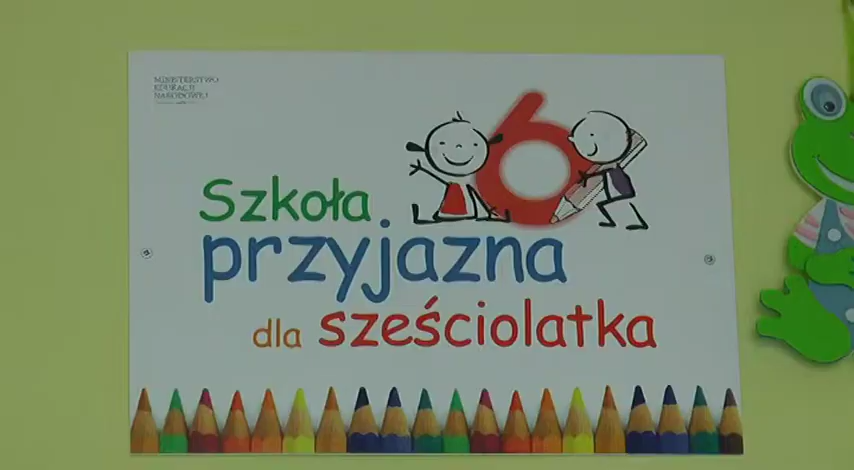 MINISTERSTWO
EDUKACJI
NARODOWEJ
6
Szkoła
przyjazna
dla sześciolatka